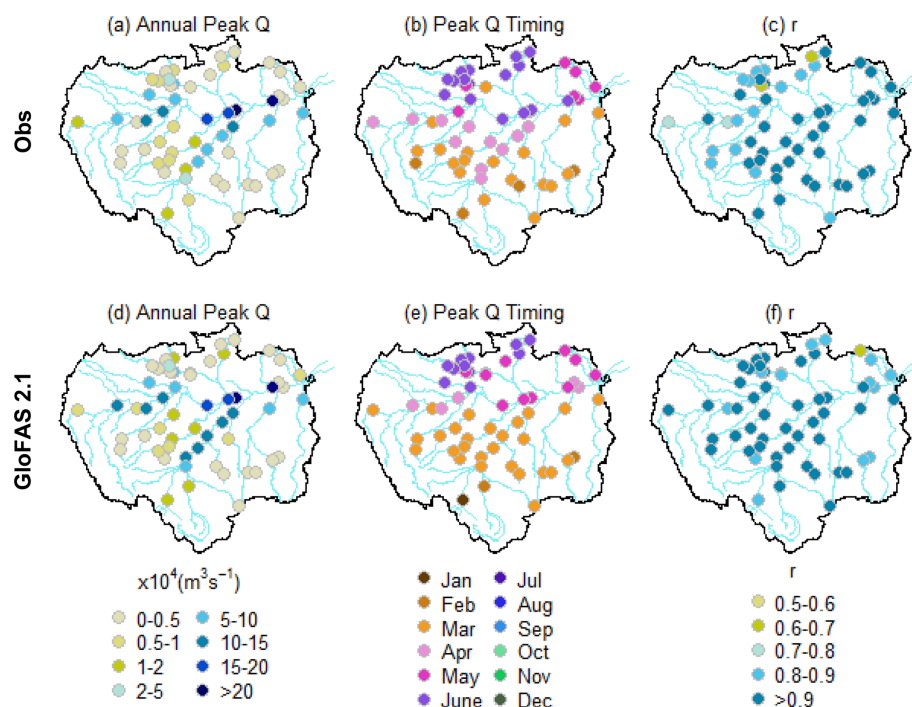 (a) Annual Peak Q
(b) Peak Q Timing
(c) r
Obs
(d) Annual Peak Q
(e) Peak Q Timing
(f) r
GloFAS 2.1
x10⁴(m³s⁻¹)
0-0.5
5-10
0.5-1
10-15
1-2
15-20
2-5
>20
Jan
Jul
Feb
Aug
Mar
Sep
Apr
Oct
May
Nov
June
Dec
r
0.5-0.6
0.6-0.7
0.7-0.8
0.8-0.9
>0.9